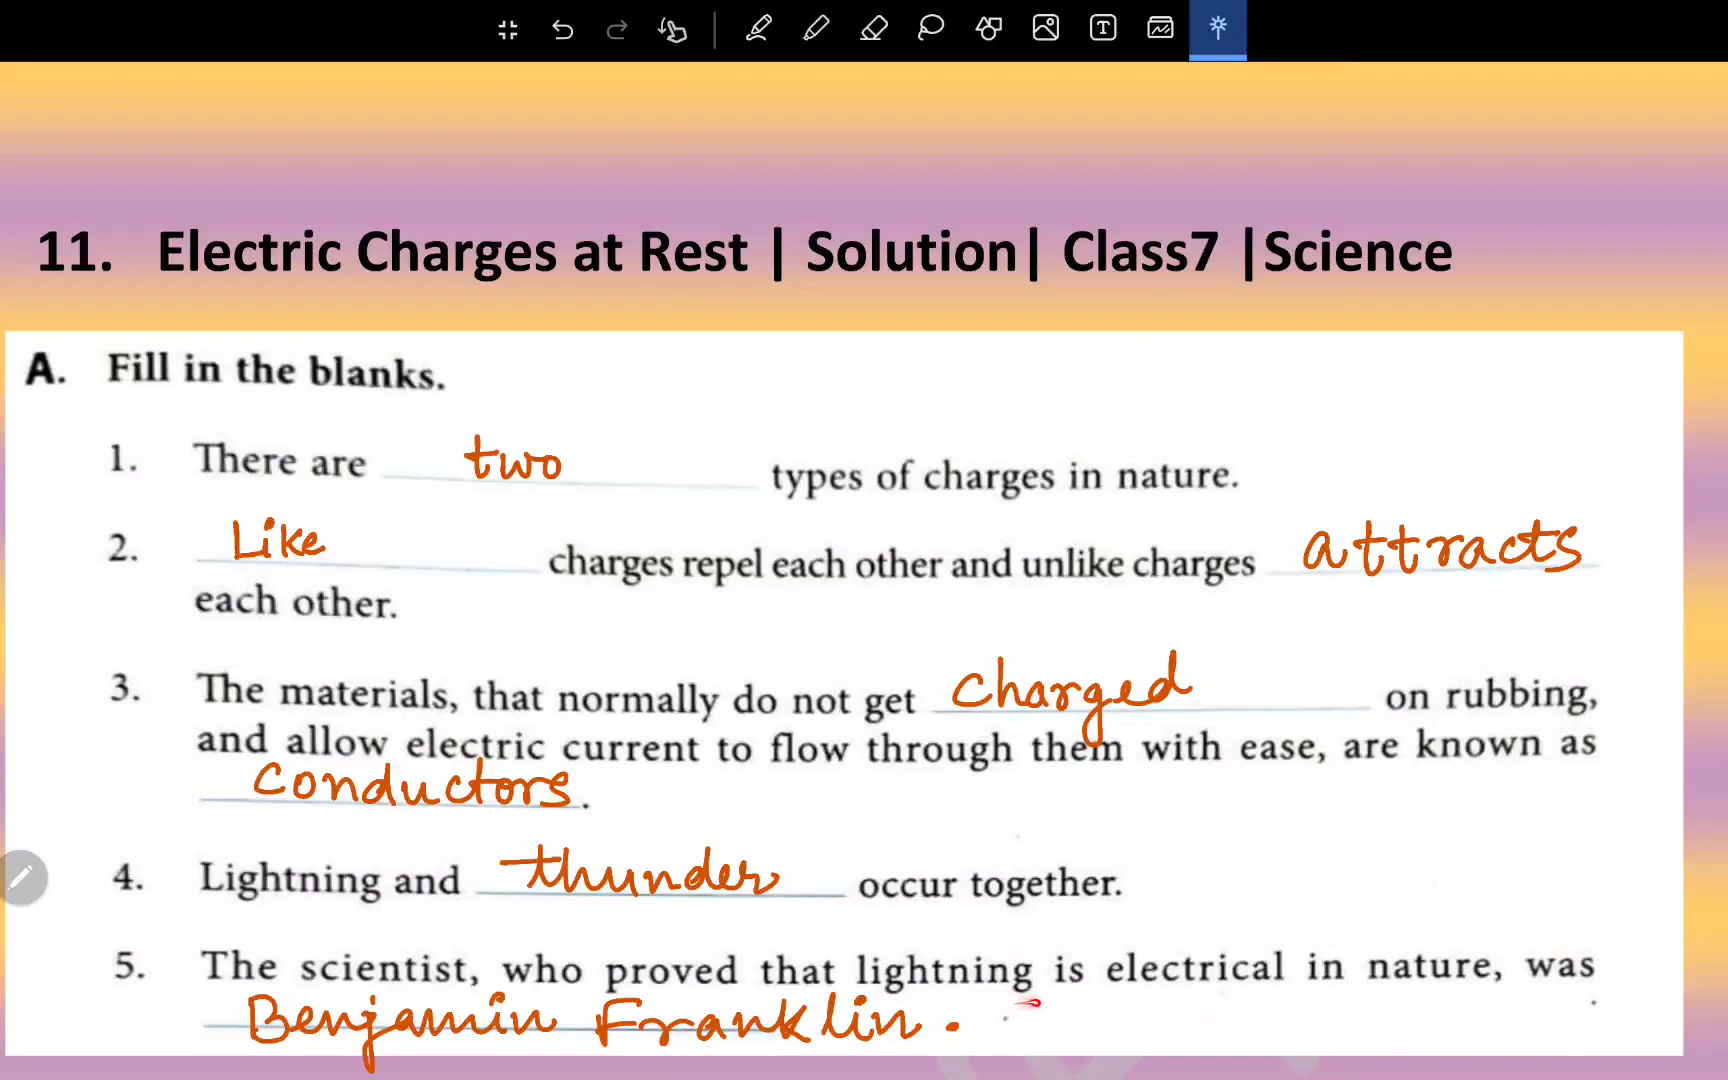 11. Electric Charges at Rest | Solution| Class7 |Science
A. Fill in the blanks.
1. There are two types of charges in nature.
2. Like charges repel each other and unlike charges attracts
each other.
3. The materials, that normally do not get charged on rubbing,
and allow electric current to flow through them with ease, are known as
conductors.
4. Lightning and thunder occur together.
5. The scientist, who proved that lightning is electrical in nature, was
Benjamin Franklin. .